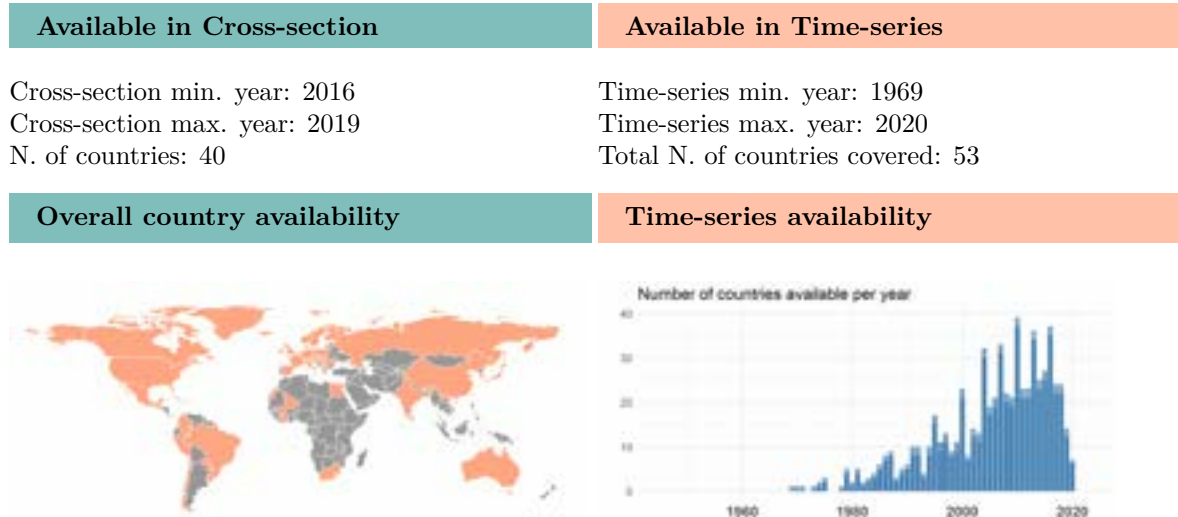 Available in Cross-section
Available in Time-series
Cross-section min. year: 2016
Cross-section max. year: 2019
N. of countries: 40
Time-series min. year: 1969
Time-series max. year: 2020
Total N. of countries covered: 53
Overall country availability
Time-series availability
Number of countries available per year
40
30
20
10
0
1960
1980
2000
2020